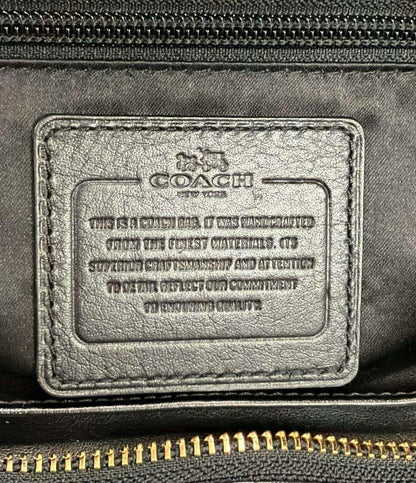 COACH
NEW YORK
THIS IS A COACH BAG. IT WAS HANDCRAFTED
FROM THE FINEST MATERIALS. ITS
SUPERIOR CRAFTSMANSHIP AND ATTENTION
TO DETAIL REFLECT OUR COMMITMENT
TO ENDURING QUALITY.